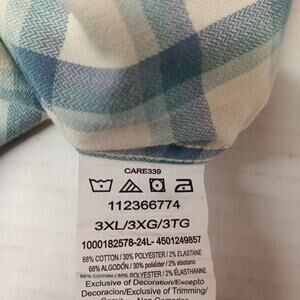 CARE339
112366774
3XL/3XG/3TG
1000182578-24L- 4501249857
68% COTTON / 30% POLYESTER / 2% ELASTANE
68% ALGODÓN / 30% poliéster / 2% elastano
68% COTON / 30% POLYESTER / 2% ÉLASTHANNE
Exclusive of Decoration/Excepto
Decoracion/Exclusive of Trimming/